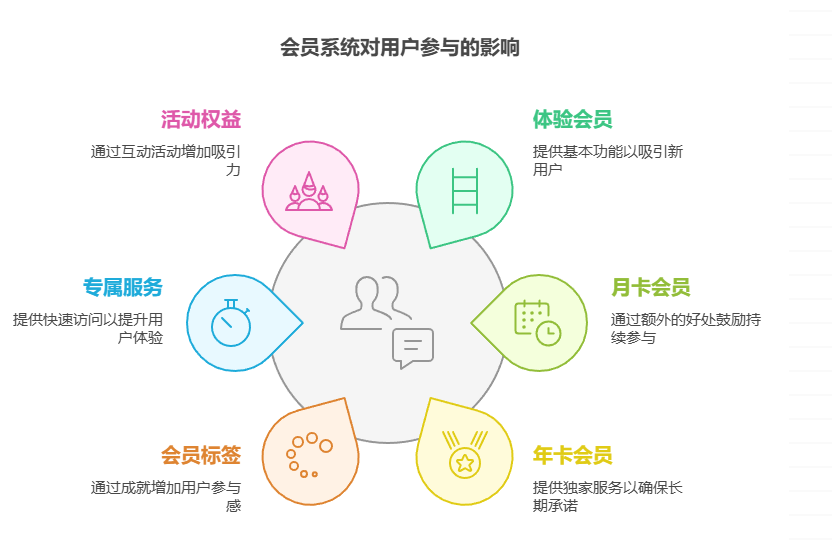 会员系统对用户参与的影响
活动权益
通过互动活动增加吸引
力
体验会员
提供基本功能以吸引新
用户
专属服务
提供快速访问以提升用
户体验
月卡会员
通过额外的好处鼓励持
续参与
会员标签
通过成就增加用户参与
感
年卡会员
提供独家服务以确保长
期承诺